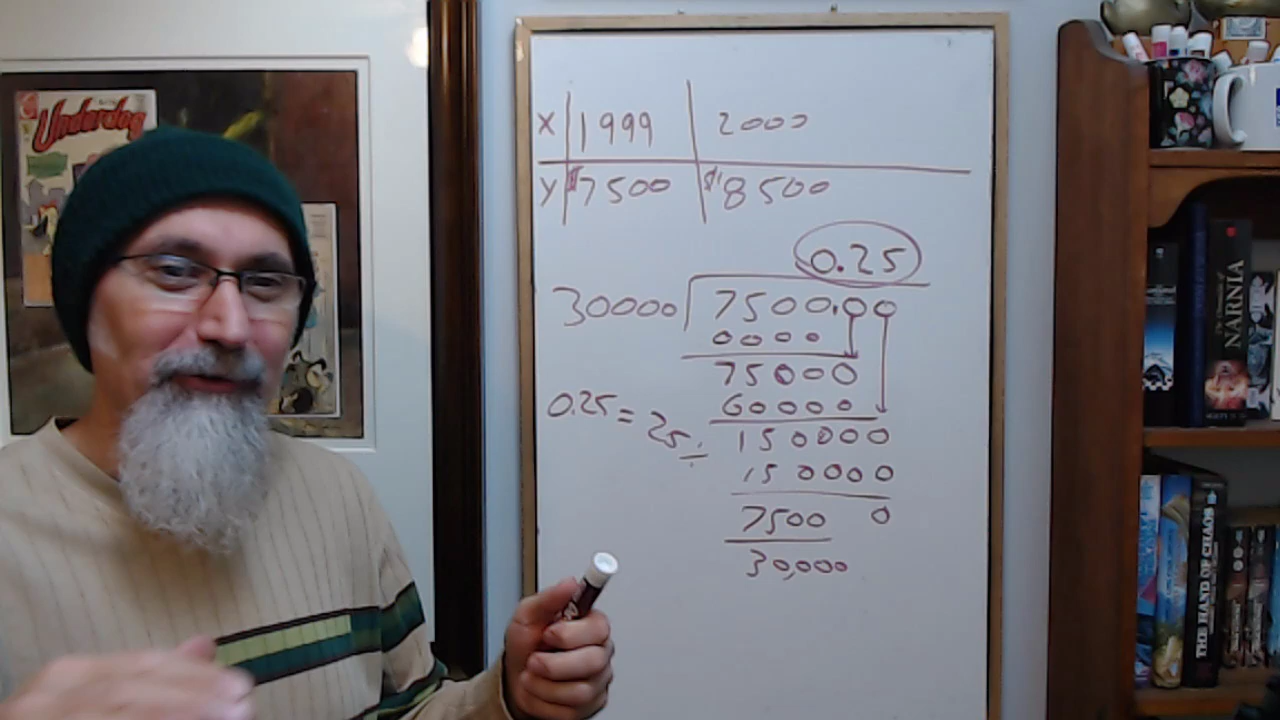 Underdog
X 1999 2000
Y $7500 $8500
0.25
30000 7500.00
0000
75000
60000
0.25 = 25 ÷
150000
150000
7500 0
30,000
NARNIA
THE HAND OF CHAOS